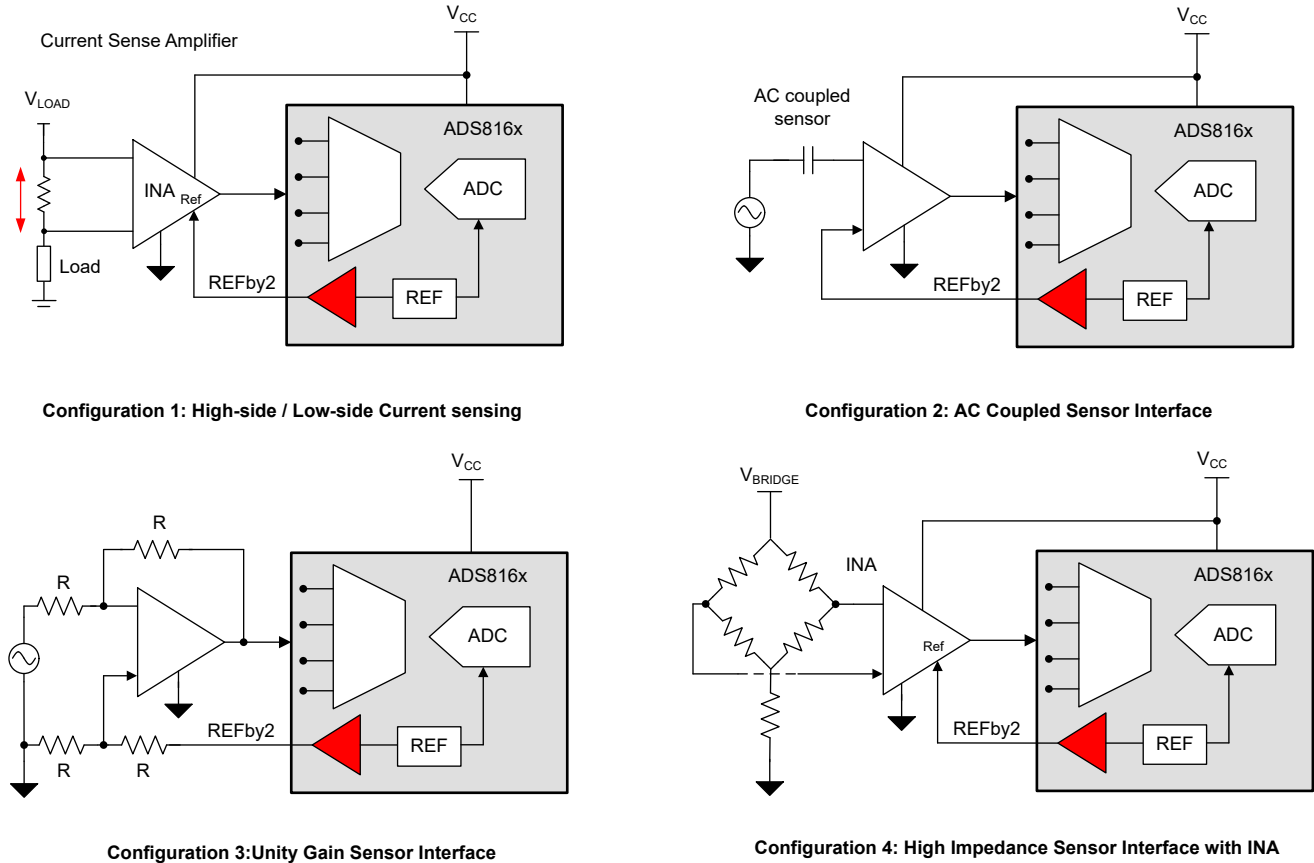 Current Sense Amplifier
VCC
VLOAD
ADS816x
INA
Ref
ADC
Load
REFby2
REF
Configuration 1: High-side / Low-side Current sensing
VCC
AC coupled
sensor
ADS816x
ADC
REFby2
REF
Configuration 2: AC Coupled Sensor Interface
VCC
R
ADS816x
R
ADC
REFby2
REF
R
R
Configuration 3:Unity Gain Sensor Interface
VCC
VBRIDGE
INA
ADS816x
Ref
ADC
REFby2
REF
Configuration 4: High Impedance Sensor Interface with INA